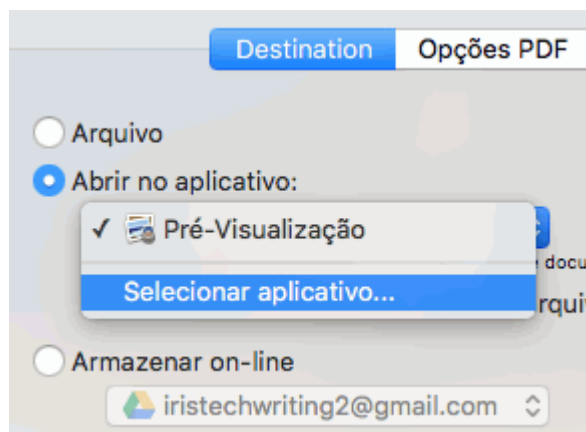 Destination
Opções PDF
Arquivo
Abrir no aplicativo:
✓ Pré-Visualização
Selecionar aplicativo...
Armazenar on-line
iristechwriting2@gmail.com